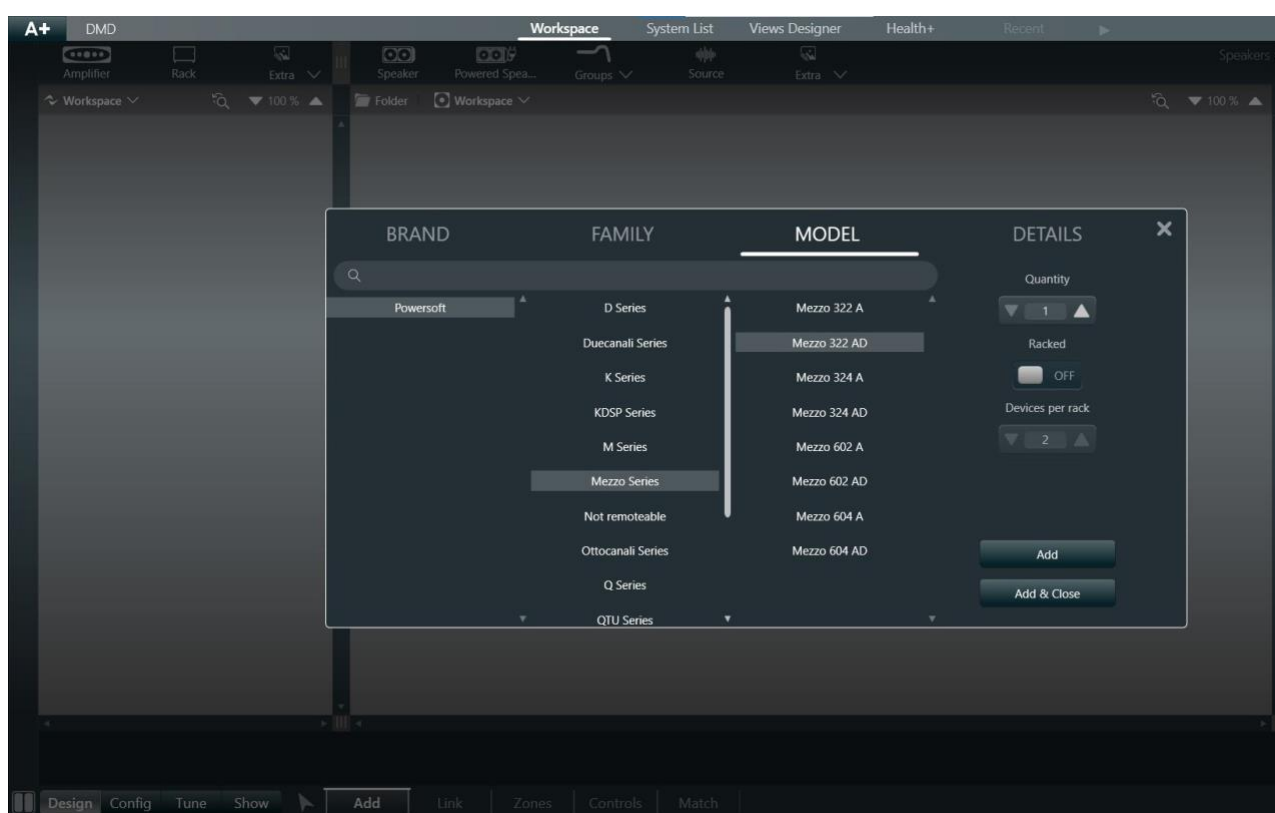 A+ DMD Workspace System List Views Designer Health+ Recent
Amplifier Rack Extra Speaker Powered Spea... Groups Source Extra Speakers
Workspace 100 % Folder Workspace 100 %
BRAND FAMILY MODEL DETAILS
Quantity
Powersoft D Series Mezzo 322 A 1
Duecanali Series Mezzo 322 AD Racked
K Series Mezzo 324 A OFF
KDSP Series Mezzo 324 AD Devices per rack
M Series Mezzo 602 A 2
Mezzo Series Mezzo 602 AD
Not remoteable Mezzo 604 A
Ottocanali Series Mezzo 604 AD Add
Q Series Add & Close
QTU Series
Design Config Tune Show Add Link Zones Controls Match